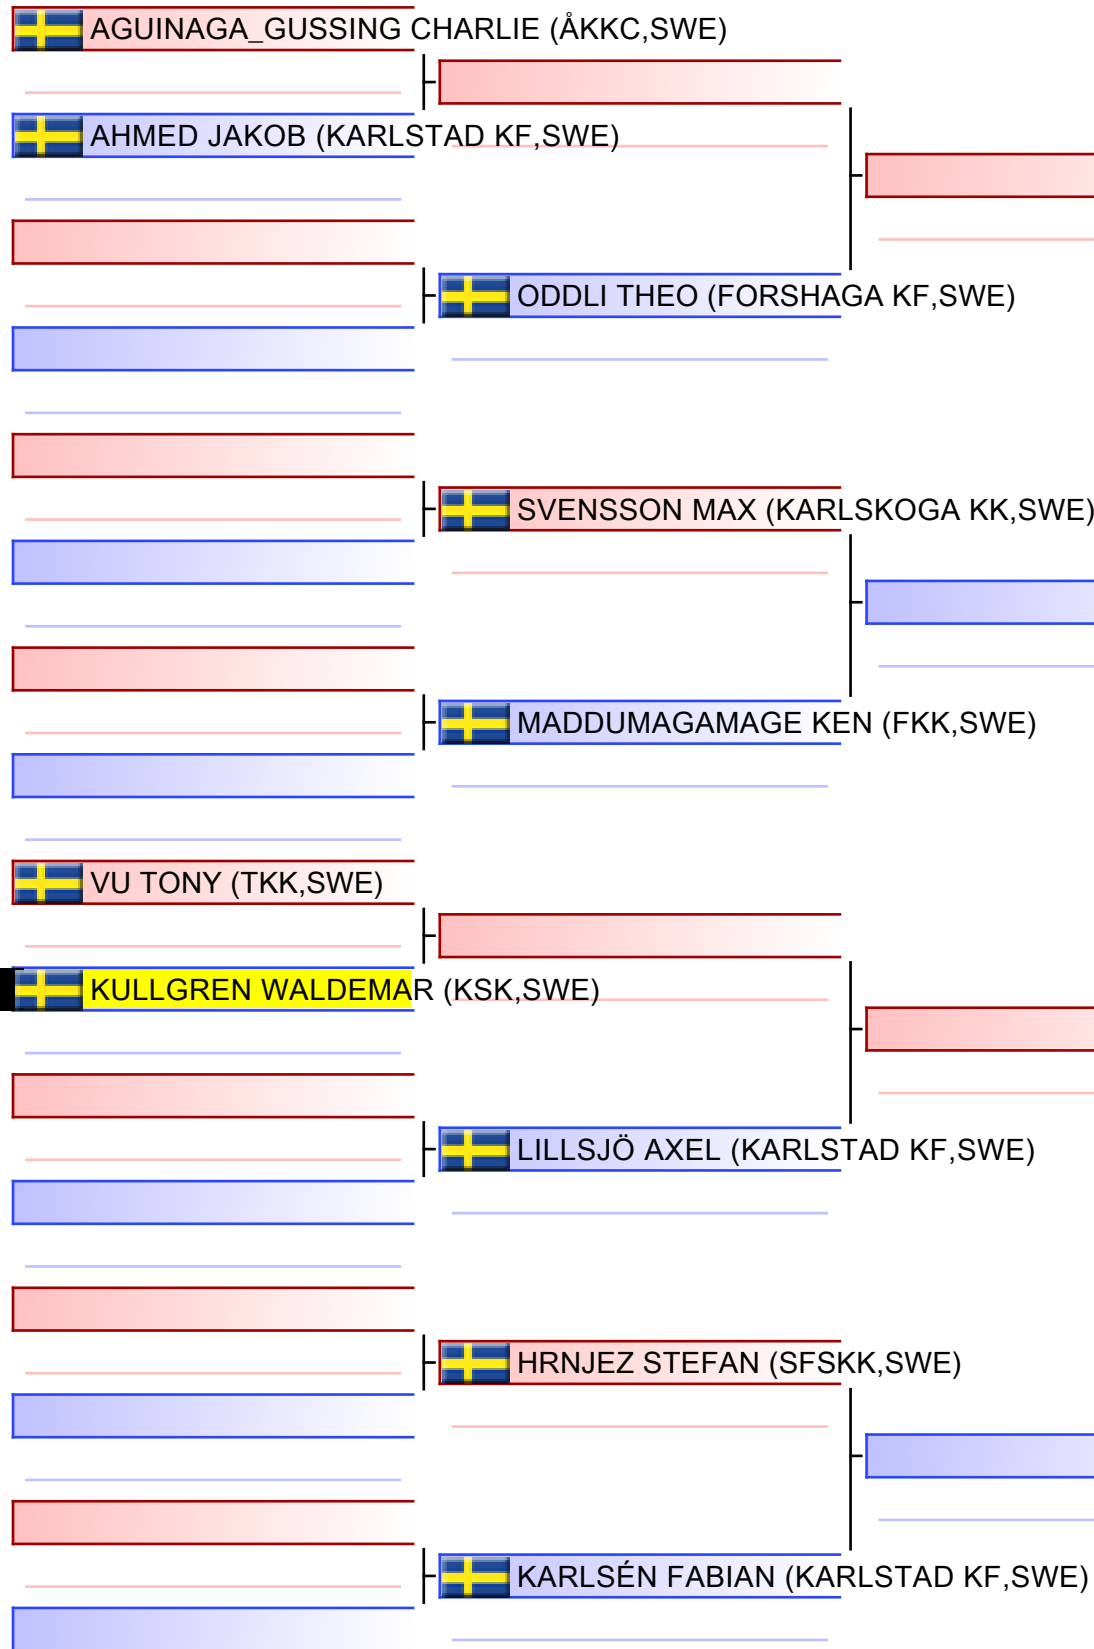 AGUINAGA_GUSSING CHARLIE (ÅKKC,SWE)
AHMED JAKOB (KARLSTAD KF,SWE)
ODDLI THEO (FORSHAGA KF,SWE)
SVENSSON MAX (KARLSKOGA KK,SWE)
MADDUMAGAMAGE KEN (FKK,SWE)
VU TONY (TKK,SWE)
KULLGREN WALDEMAR (KSK,SWE)
LILLSJÖ AXEL (KARLSTAD KF,SWE)
HRNJEZ STEFAN (SFSKK,SWE)
KARLSÉN FABIAN (KARLSTAD KF,SWE)